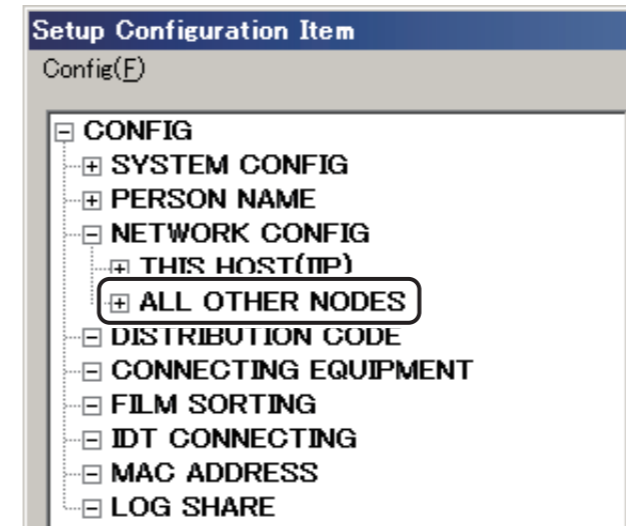 Setup Configuration Item
Config(F)
CONFIG
SYSTEM CONFIG
PERSON NAME
NETWORK CONFIG
THIS HOST(IIP)
ALL OTHER NODES
DISTRIBUTION CODE
CONNECTING EQUIPMENT
FILM SORTING
IDT CONNECTING
MAC ADDRESS
LOG SHARE